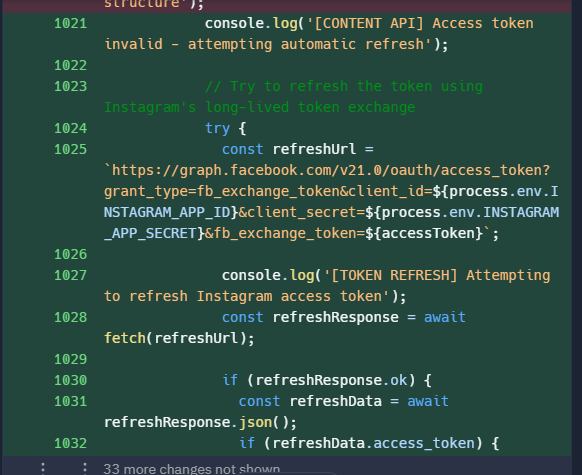 structure');
1021 console.log('[CONTENT API] Access token
invalid - attempting automatic refresh');
1022
1023 // Try to refresh the token using
Instagram's long-lived token exchange
1024 try {
1025 const refreshUrl =
`https://graph.facebook.com/v21.0/oauth/access_token?
grant_type=fb_exchange_token&client_id=${process.env.I
NSTAGRAM_APP_ID}&client_secret=${process.env.INSTAGRAM
_APP_SECRET}&fb_exchange_token=${accessToken}`;
1026
1027 console.log('[TOKEN REFRESH] Attempting
to refresh Instagram access token');
1028 const refreshResponse = await
fetch(refreshUrl);
1029
1030 if (refreshResponse.ok) {
1031 const refreshData = await
refreshResponse.json();
1032 if (refreshData.access_token) {
33 more changes not shown